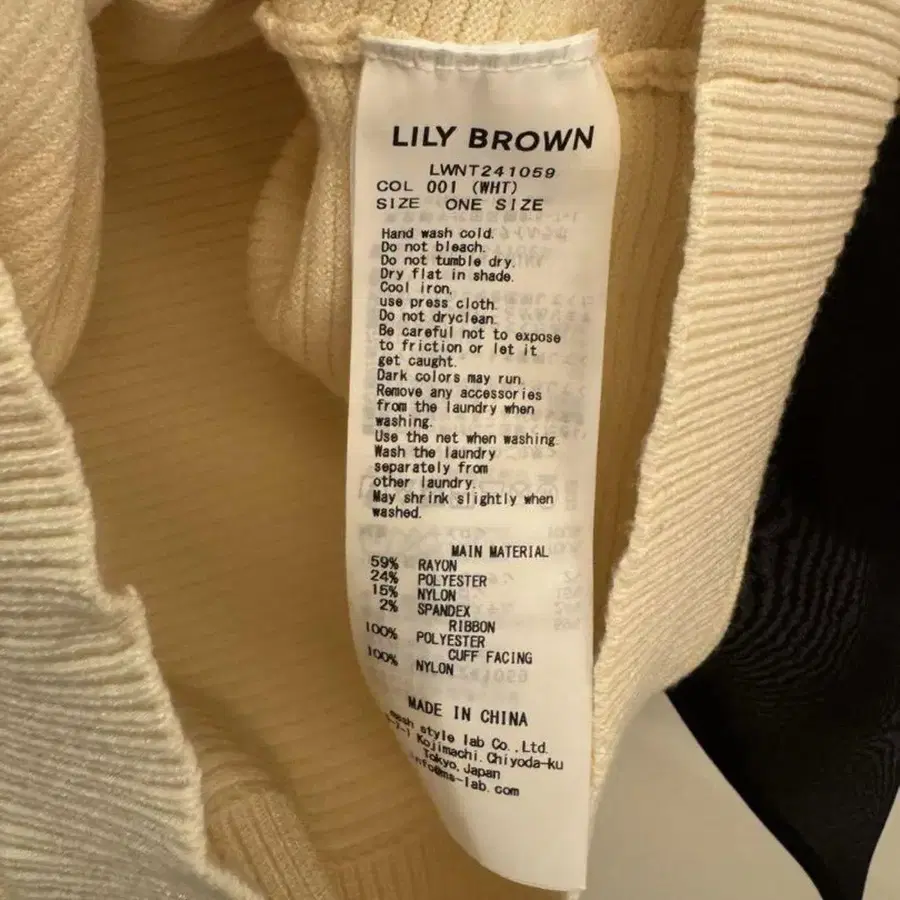 LILY BROWN
LWNT241059
COL 001 (WHT)
SIZE ONE SIZE
Hand wash cold.
Do not bleach.
Do not tumble dry.
Dry flat in shade.
Cool iron,
use press cloth.
Do not dryclean.
Be careful not to expose
to friction or let it
get caught.
Dark colors may run.
Remove any accessories
from the laundry when
washing.
Use the net when washing.
Wash the laundry
separately from
other laundry.
May shrink slightly when
washed.
MAIN MATERIAL
59% RAYON
24% POLYESTER
15% NYLON
2% SPANDEX
RIBBON
100% POLYESTER
CUFF FACING
100% NYLON
MADE IN CHINA
mash style lab Co.,Ltd.
Kojimachi, Chiyoda-ku
Tokyo, Japan
info@ms-lab.com